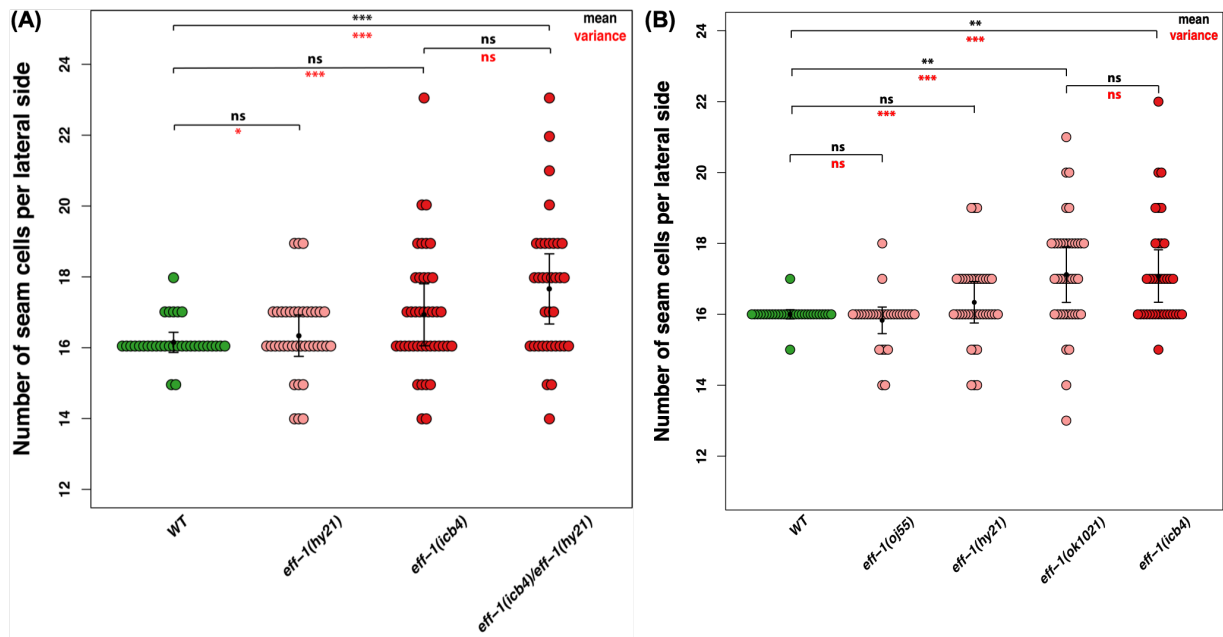 (A)
mean
variance
***
***
ns
ns
ns
***
ns
*
Number of seam cells per lateral side
24
22
20
18
16
14
12
WT
eff-1(hy21)
eff-1(icb4)
eff-1(icb4)/eff-1(hy21)
(B)
mean
variance
**
***
**
***
ns
ns
ns
***
ns
ns
Number of seam cells per lateral side
24
22
20
18
16
14
12
WT
eff-1(oj55)
eff-1(hy21)
eff-1(ok1021)
eff-1(icb4)